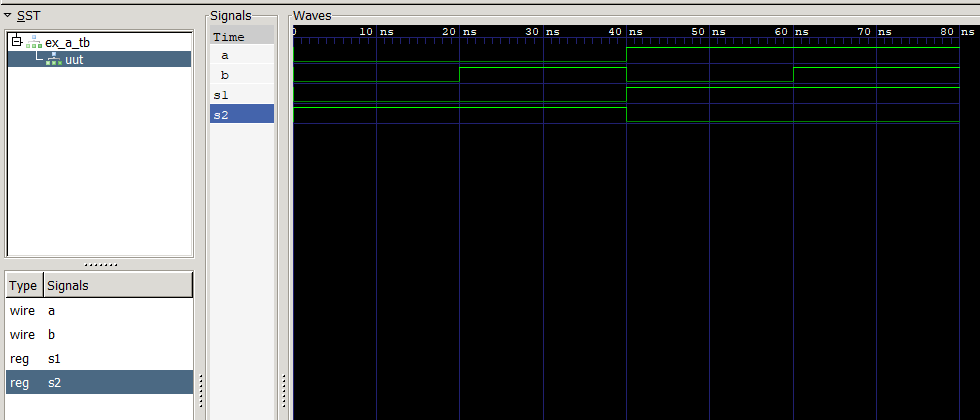 SST
ex_a_tb
uut
Type Signals
wire a
wire b
reg s1
reg s2
Signals
Time
a
b
s1
s2
Waves
0 10 ns 20 ns 30 ns 40 ns 50 ns 60 ns 70 ns 80 ns